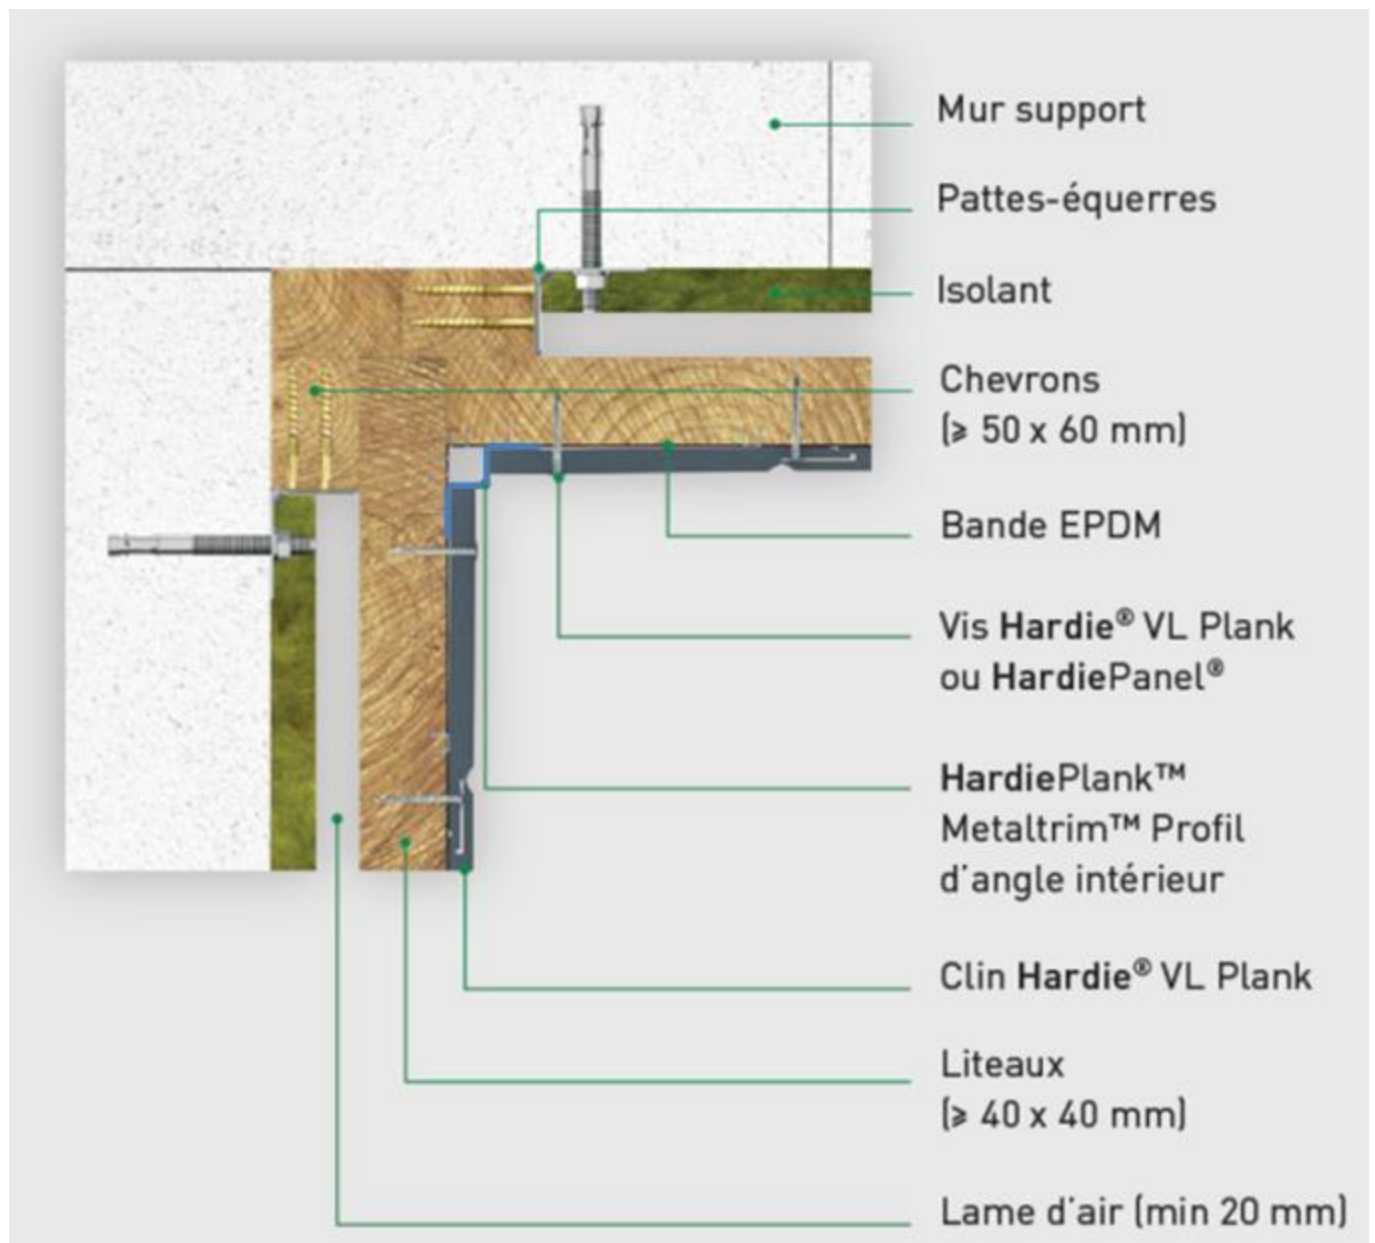 Mur support
Pattes-équerres
Isolant
Chevrons
(⩾ 50 x 60 mm)
Bande EPDM
Vis Hardie® VL Plank
ou HardiePanel®
HardiePlank™
Metaltrim™ Profil
d'angle intérieur
Clin Hardie® VL Plank
Liteaux
(⩾ 40 x 40 mm)
Lame d'air (min 20 mm)